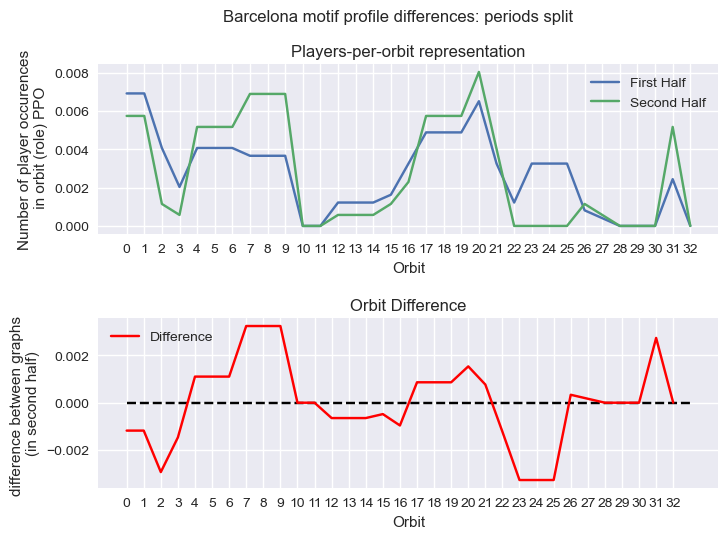 Barcelona motif profile differences: periods split
Players-per-orbit representation
Number of player occurences
in orbit (role) PPO
0.008
0.006
0.004
0.002
0.000
First Half
Second Half
0 1 2 3 4 5 6 7 8 9 10 11 12 13 14 15 16 17 18 19 20 21 22 23 24 25 26 27 28 29 30 31 32
Orbit
Orbit Difference
difference between graphs
(in second half)
0.002
0.000
−0.002
Difference
0 1 2 3 4 5 6 7 8 9 10 11 12 13 14 15 16 17 18 19 20 21 22 23 24 25 26 27 28 29 30 31 32
Orbit